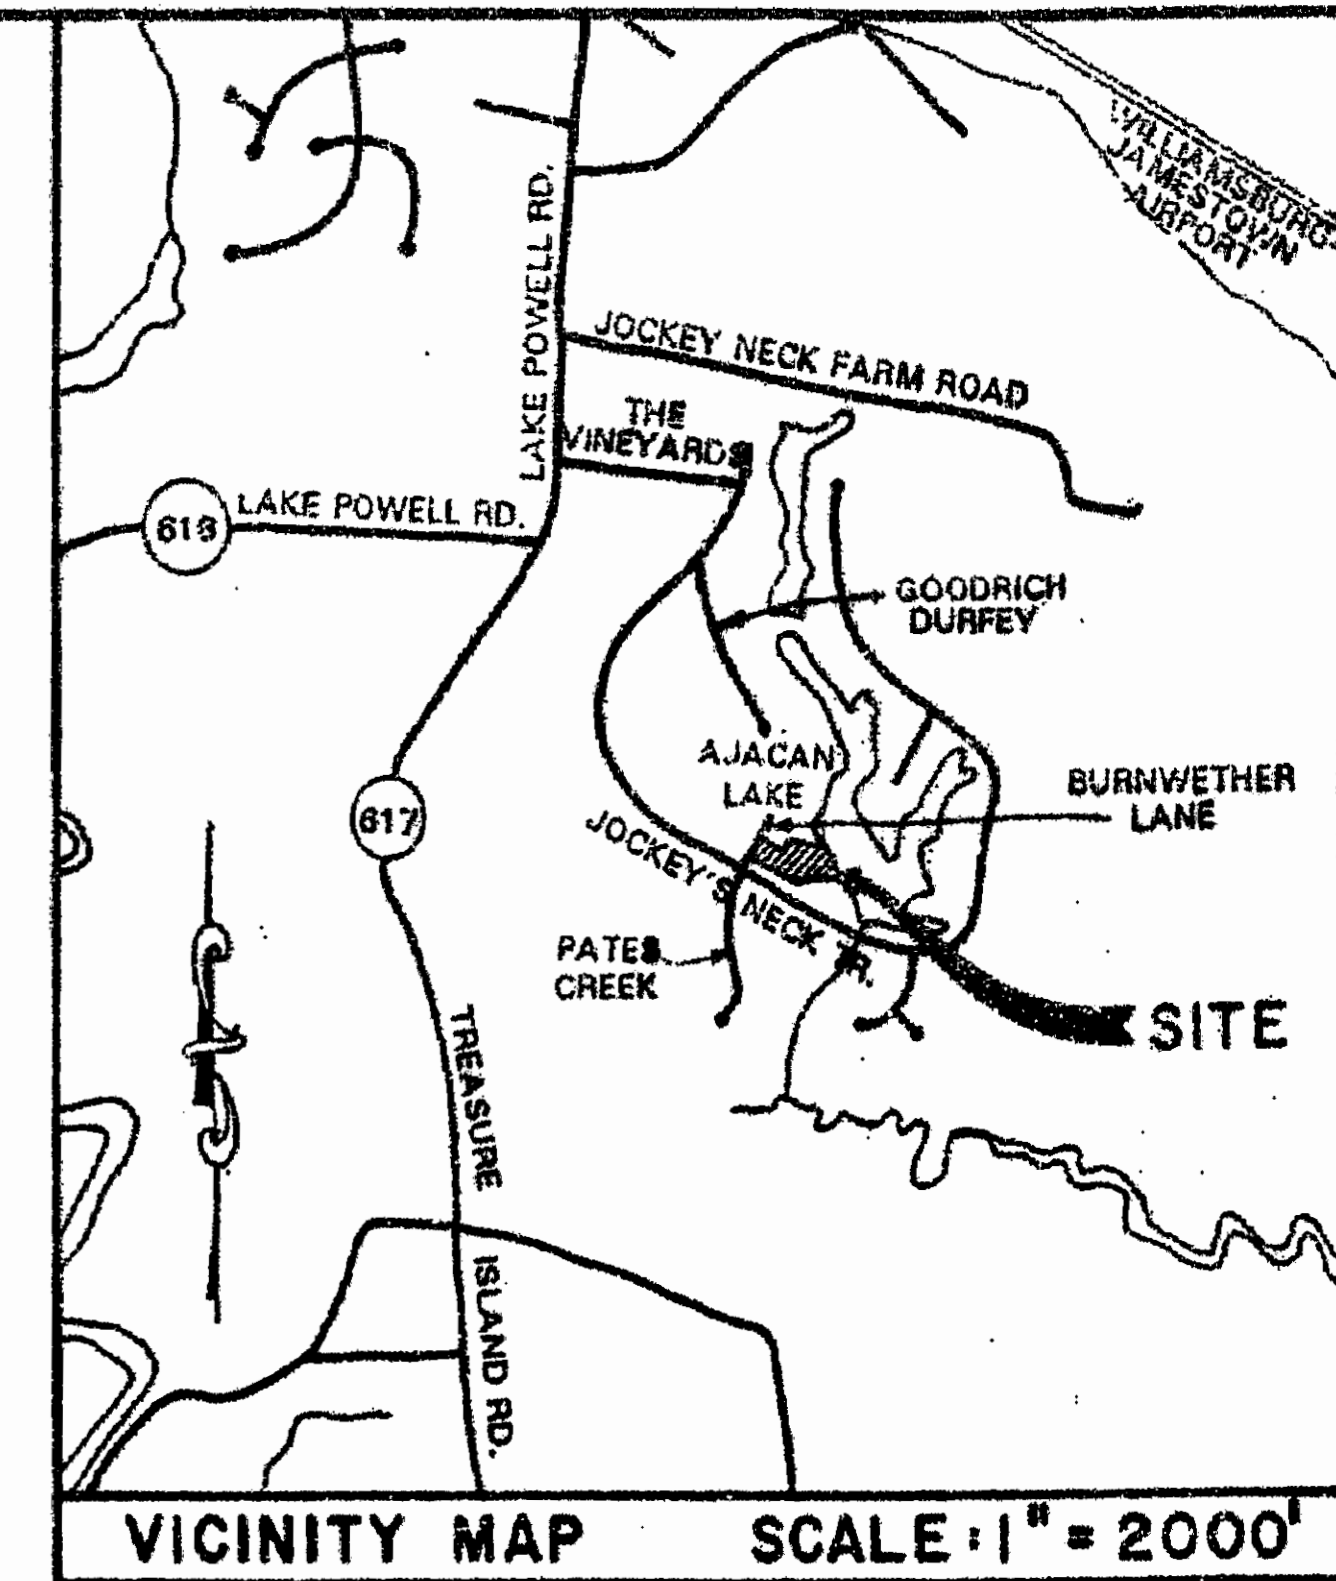 WILLIAMSBURG-
JAMESTOWN
AIRPORT
LAKE POWELL RD.
JOCKEY NECK FARM ROAD
THE
VINEYARDS
LAKE POWELL RD.
GOODRICH
DURFEY
AJACAN
LAKE
BURNWETHER
LANE
617
JOCKEY'S NECK TR.
PATES
CREEK
SITE
TREASURE ISLAND RD.
VICINITY MAP SCALE: 1" = 2000'